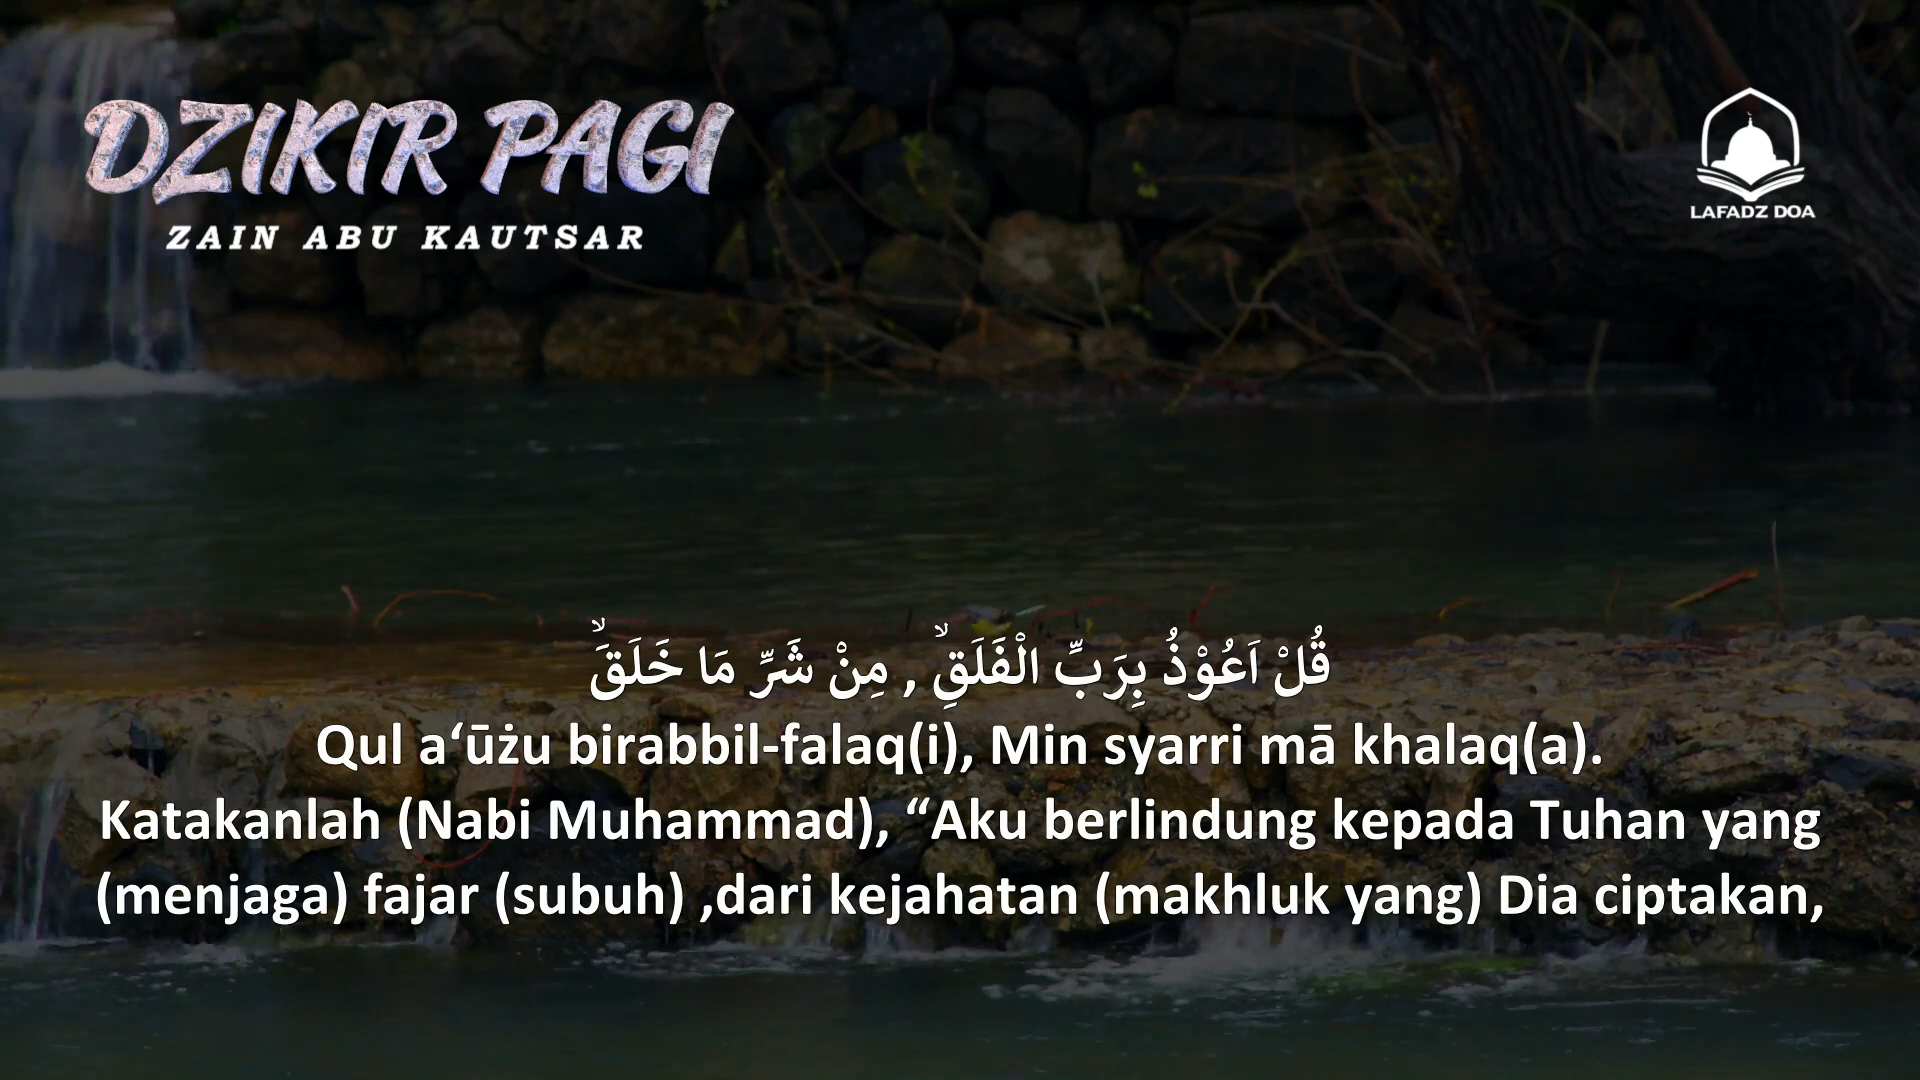 DZIKIR PAGI
ZAIN ABU KAUTSAR
LAFADZ DOA
قُلْ اَعُوْذُ بِرَبِّ الْفَلَقِۙ , مِنْ شَرِّ مَا خَلَقَۙ
Qul a‘ūżu birabbil-falaq(i), Min syarri mā khalaq(a).
Katakanlah (Nabi Muhammad), “Aku berlindung kepada Tuhan yang
(menjaga) fajar (subuh) ,dari kejahatan (makhluk yang) Dia ciptakan,